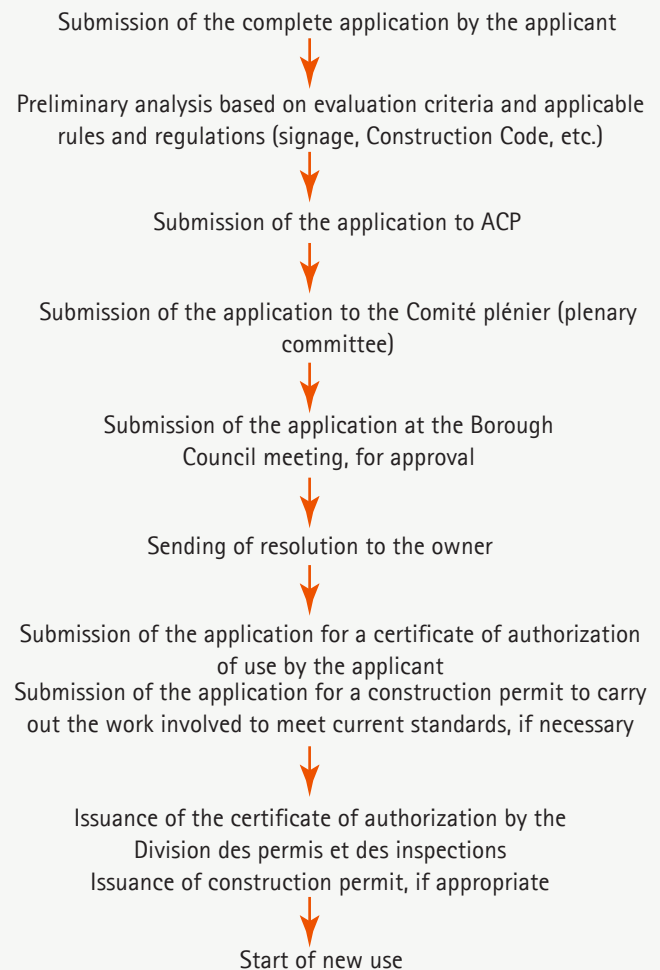 Submission of the complete application by the applicant
Preliminary analysis based on evaluation criteria and applicable
rules and regulations (signage, Construction Code, etc.)
Submission of the application to ACP
Submission of the application to the Comité plénier (plenary
committee)
Submission of the application at the Borough
Council meeting, for approval
Sending of resolution to the owner
Submission of the application for a certificate of authorization
of use by the applicant
Submission of the application for a construction permit to carry
out the work involved to meet current standards, if necessary
Issuance of the certificate of authorization by the
Division des permis et des inspections
Issuance of construction permit, if appropriate
Start of new use